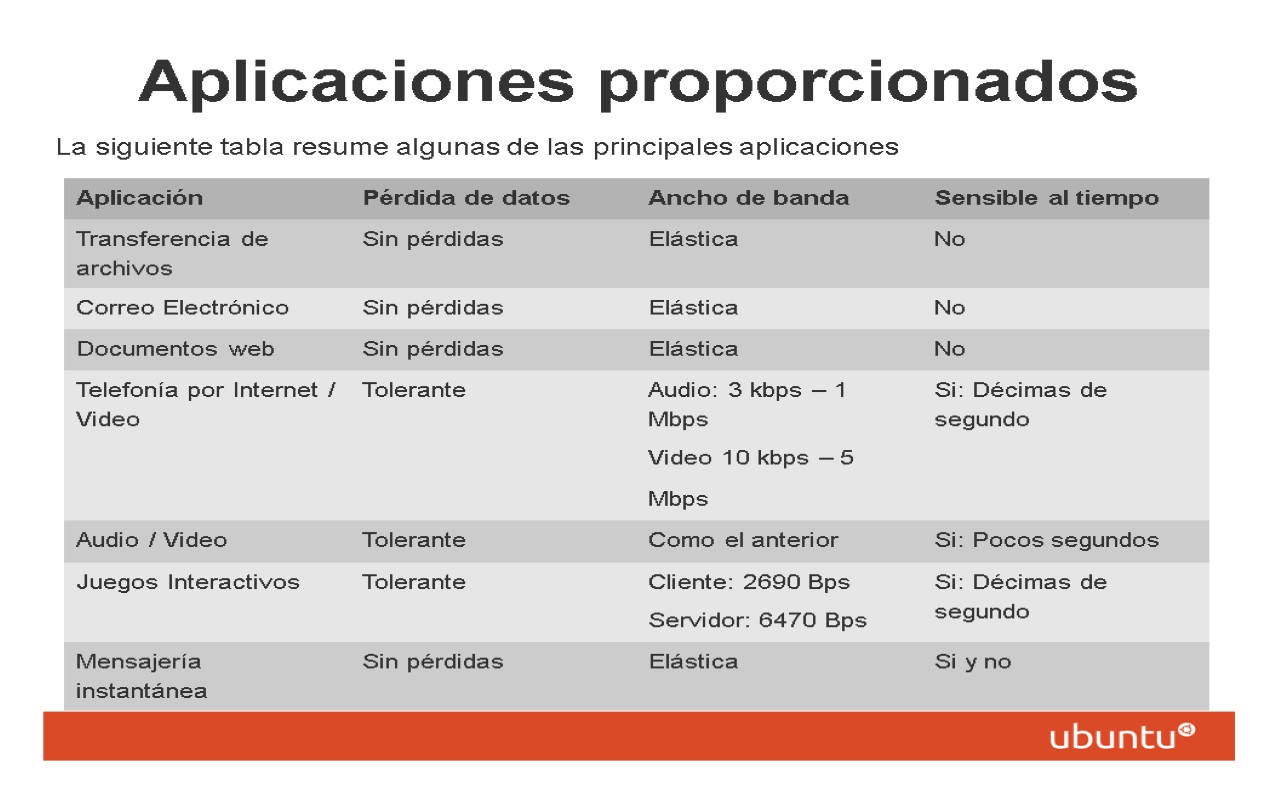 Aplicaciones proporcionados
La siguiente tabla resume algunas de las principales aplicaciones
Aplicación Pérdida de datos Ancho de banda Sensible al tiempo
Transferencia de Sin pérdidas Elástica No
archivos
Correo Electrónico Sin pérdidas Elástica No
Documentos web Sin pérdidas Elástica No
Telefonía por Internet / Tolerante Audio: 3 kbps – 1 Si: Décimas de
Video Mbps segundo
Video 10 kbps – 5
Mbps
Audio / Video Tolerante Como el anterior Si: Pocos segundos
Juegos Interactivos Tolerante Cliente: 2690 Bps Si: Décimas de
Servidor: 6470 Bps segundo
Mensajería Sin pérdidas Elástica Si y no
instantánea
ubuntu